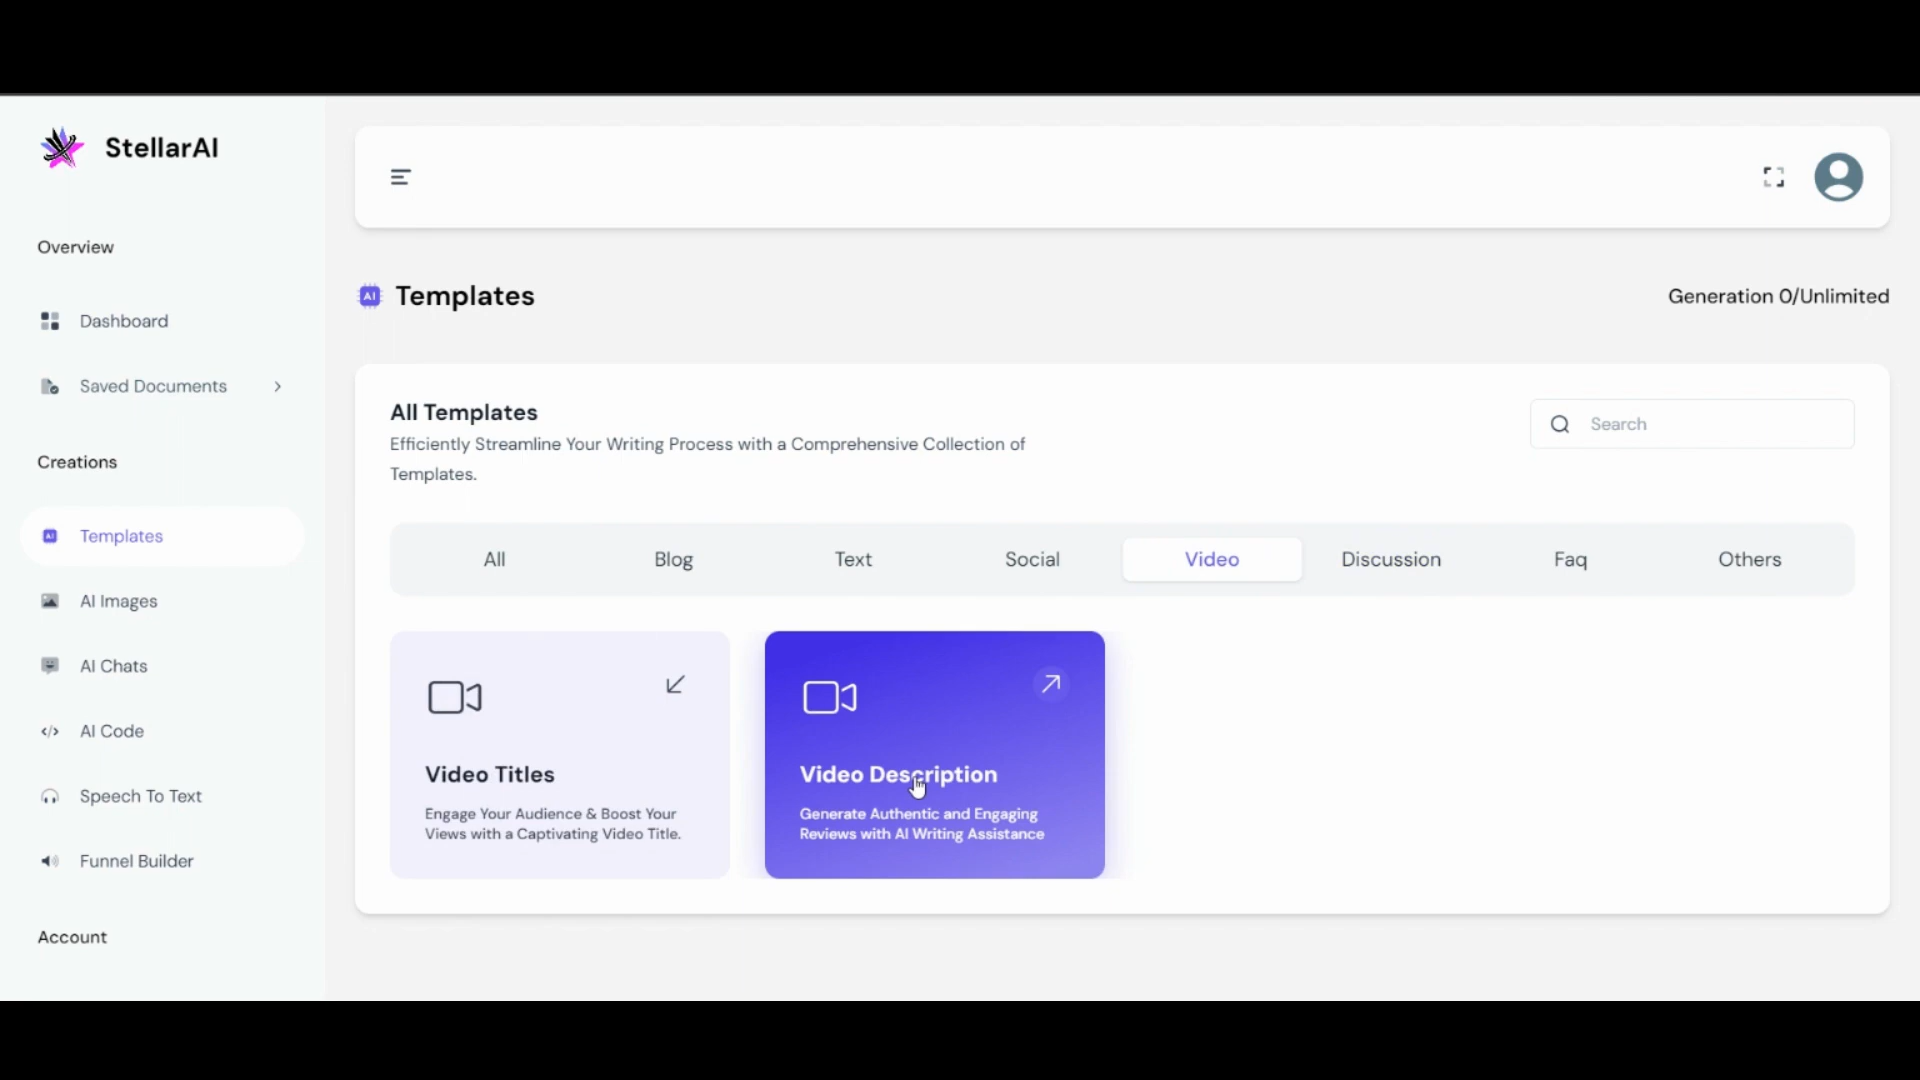 StellarAI
Overview
Dashboard
Saved Documents
Creations
Templates
AI Images
AI Chats
AI Code
Speech To Text
Funnel Builder
Account
AI Templates
Generation 0/Unlimited
All Templates
Efficiently Streamline Your Writing Process with a Comprehensive Collection of
Templates.
Search
All Blog Text Social Video Discussion Faq Others
Video Titles
Engage Your Audience & Boost Your
Views with a Captivating Video Title.
Video Description
Generate Authentic and Engaging
Reviews with AI Writing Assistance